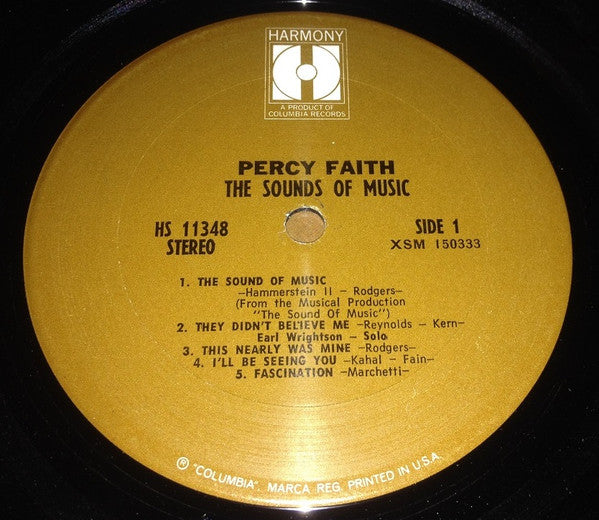 HARMONY
A PRODUCT OF
COLUMBIA RECORDS
PERCY FAITH
THE SOUNDS OF MUSIC
HS 11348
STEREO
SIDE 1
XSM 150333
1. THE SOUND OF MUSIC
–Hammerstein II – Rodgers–
(From the Musical Production
"The Sound Of Music")
2. THEY DIDN'T BELIEVE ME –Reynolds – Kern–
Earl Wrightson – Solo
3. THIS NEARLY WAS MINE –Rodgers–
4. I'LL BE SEEING YOU –Kahal – Fain–
5. FASCINATION –Marchetti–
® "COLUMBIA", MARCA REG. PRINTED IN U.S.A.